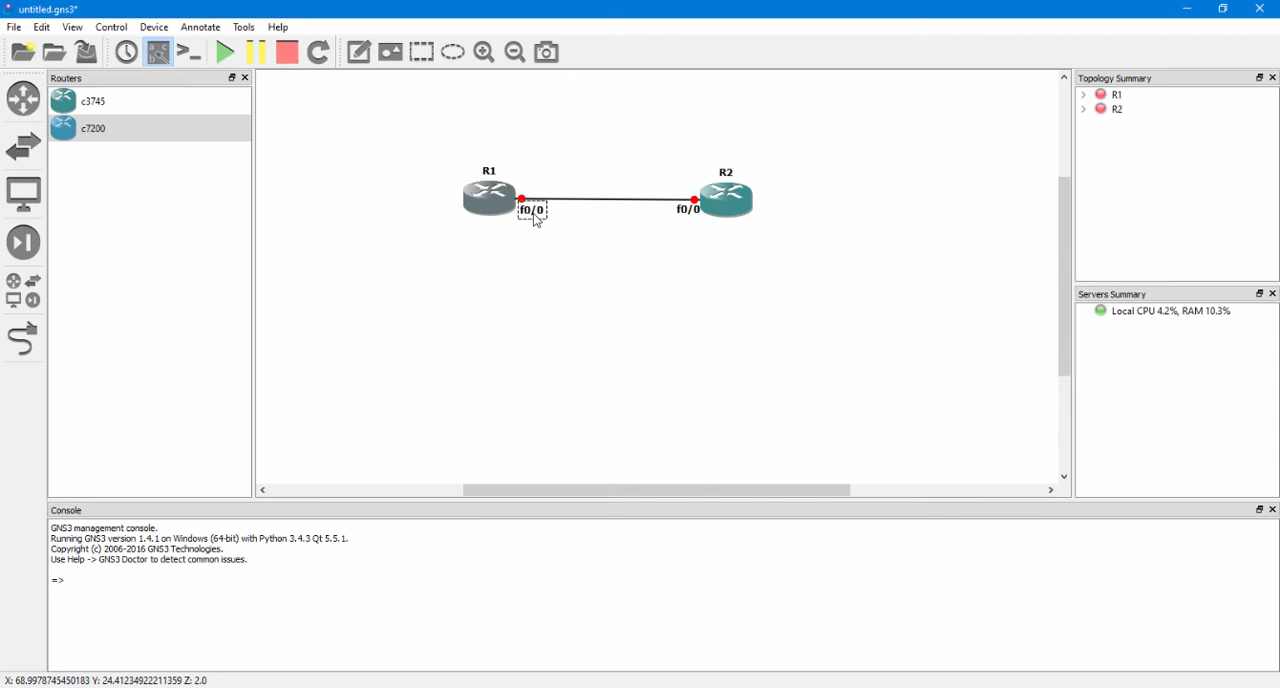 untitled.gns3*
File Edit View Control Device Annotate Tools Help
Routers
c3745
c7200
R1
R2
f0/0
f0/0
Topology Summary
R1
R2
Servers Summary
Local CPU 4.2%, RAM 10.3%
Console
GNS3 management console.
Running GNS3 version 1.4.1 on Windows (64-bit) with Python 3.4.3 Qt 5.5.1.
Copyright (c) 2006-2016 GNS3 Technologies.
Use Help -> GNS3 Doctor to detect common issues.
=>
X: 68.9978745450183 Y: 24.41234922211359 Z: 2.0